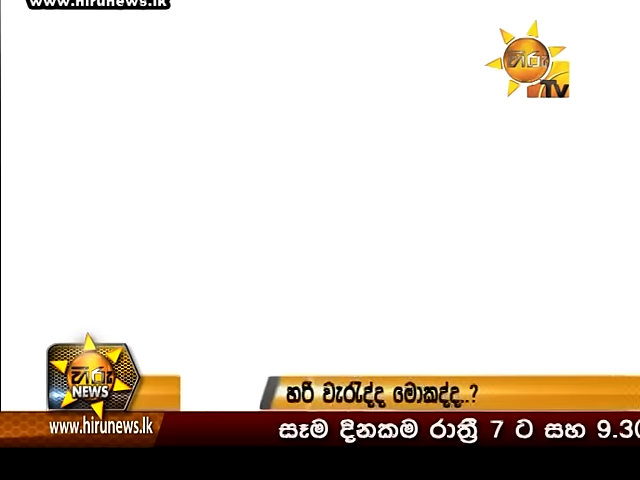 www.hirunews.lk
හිරු
Tv
හිරු
NEWS
හරි වැරැද්ද මොකද්ද..?
www.hirunews.lk
සෑම දිනකම රාත්‍රී 7 ට සහ 9.30